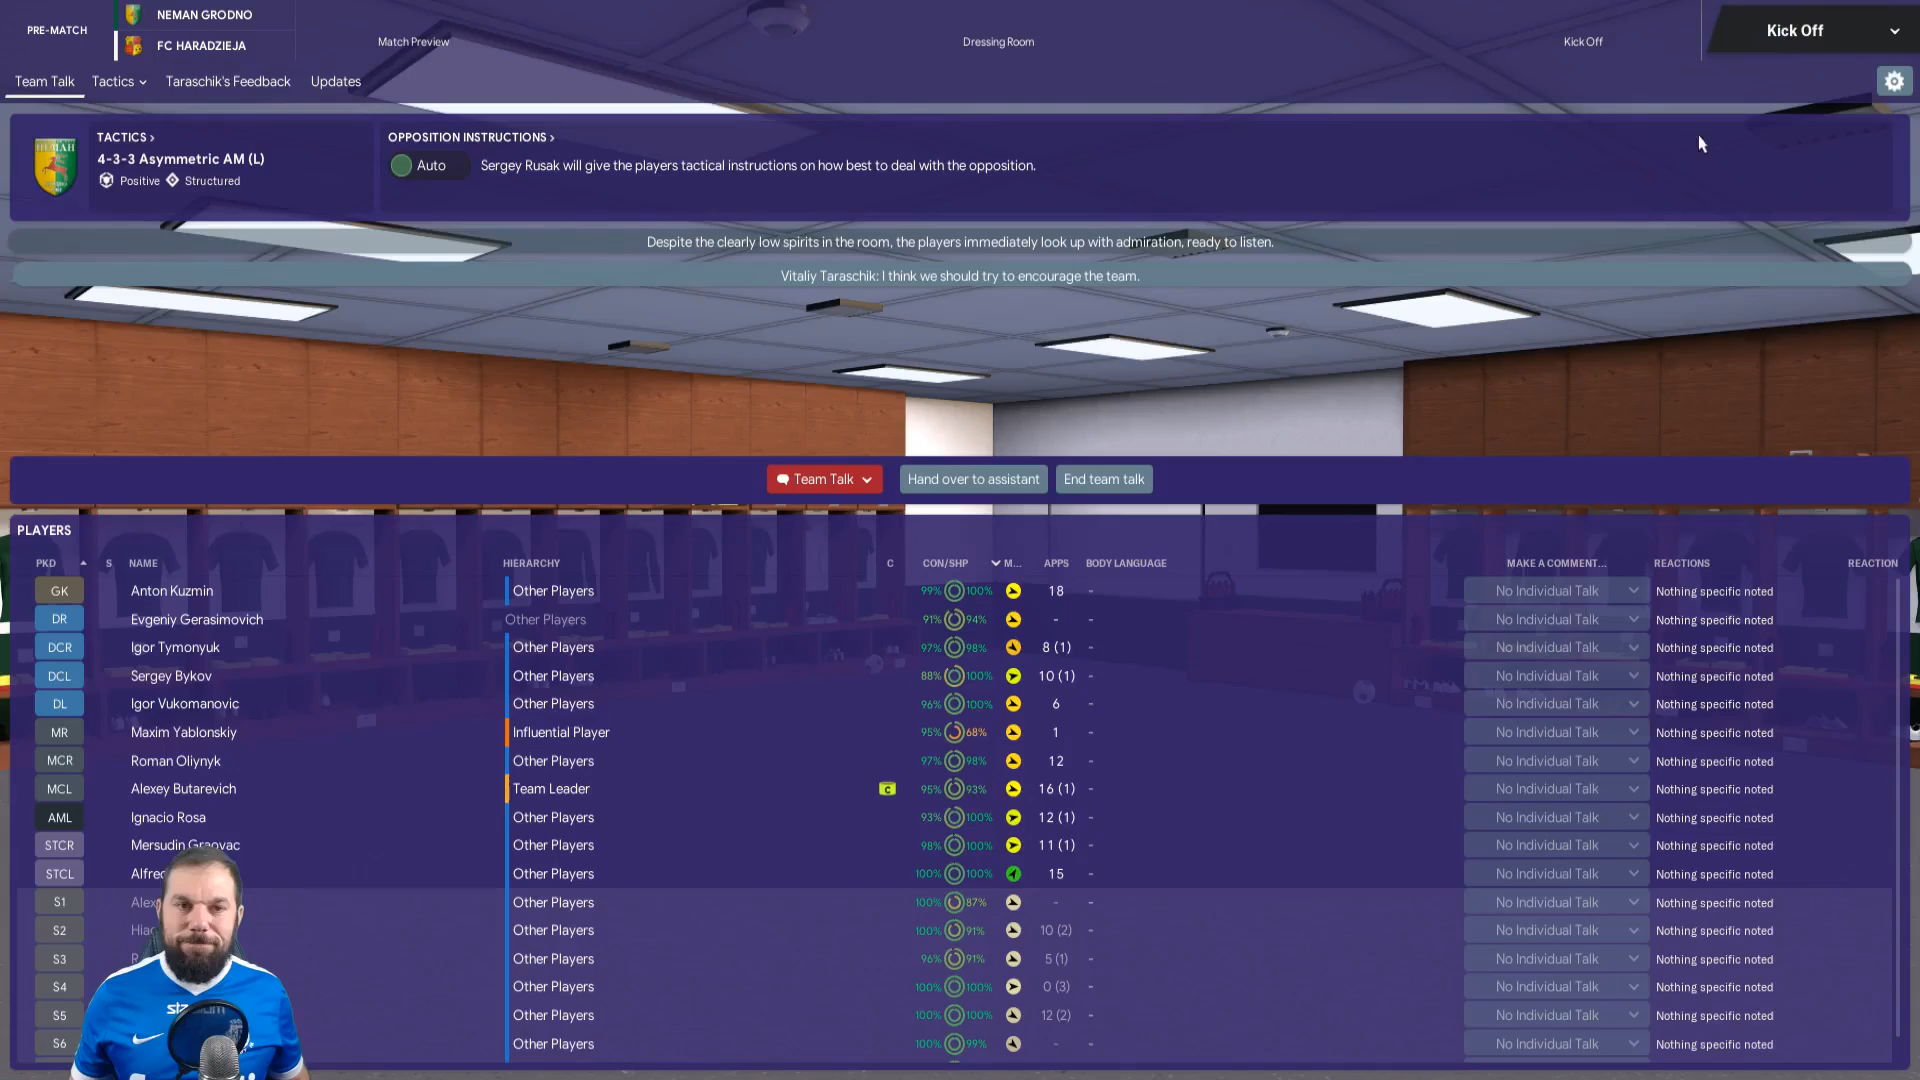 PRE-MATCH
NEMAN GRODNO
FC HARADZIEJA
Match Preview
Dressing Room
Kick Off
Kick Off
Team Talk
Tactics
Taraschik's Feedback
Updates
TACTICS >
4-3-3 Asymmetric AM (L)
Positive Structured
OPPOSITION INSTRUCTIONS >
Auto
Sergey Rusak will give the players tactical instructions on how best to deal with the opposition.
Despite the clearly low spirits in the room, the players immediately look up with admiration, ready to listen.
Vitaliy Taraschik: I think we should try to encourage the team.
Team Talk
Hand over to assistant
End team talk
PLAYERS
PKD S NAME HIERARCHY C CON/SHP M... APPS BODY LANGUAGE MAKE A COMMENT... REACTIONS REACTION
GK Anton Kuzmin Other Players 99% 100% 18 - No Individual Talk Nothing specific noted
DR Evgeniy Gerasimovich Other Players 91% 94% - - No Individual Talk Nothing specific noted
DCR Igor Tymonyuk Other Players 97% 98% 8 (1) - No Individual Talk Nothing specific noted
DCL Sergey Bykov Other Players 88% 100% 10 (1) - No Individual Talk Nothing specific noted
DL Igor Vukomanovic Other Players 96% 100% 6 - No Individual Talk Nothing specific noted
MR Maxim Yablonskiy Influential Player 95% 68% 1 - No Individual Talk Nothing specific noted
MCR Roman Oliynyk Other Players 97% 98% 12 - No Individual Talk Nothing specific noted
MCL Alexey Butarevich Team Leader C 95% 93% 16 (1) - No Individual Talk Nothing specific noted
AML Ignacio Rosa Other Players 93% 100% 12 (1) - No Individual Talk Nothing specific noted
STCR Mersudin Other Players 98% 100% 11 (1) - No Individual Talk Nothing specific noted
STCL Other Players 100% 100% 15 - No Individual Talk Nothing specific noted
S1 Other Players 100% 87% - - No Individual Talk Nothing specific noted
S2 Other Players 100% 91% 10 (2) - No Individual Talk Nothing specific noted
S3 Other Players 96% 91% 5 (1) - No Individual Talk Nothing specific noted
S4 Other Players 100% 100% 0 (3) - No Individual Talk Nothing specific noted
S5 Other Players 100% 100% 12 (2) - No Individual Talk Nothing specific noted
S6 Other Players 100% 99% - - No Individual Talk Nothing specific noted